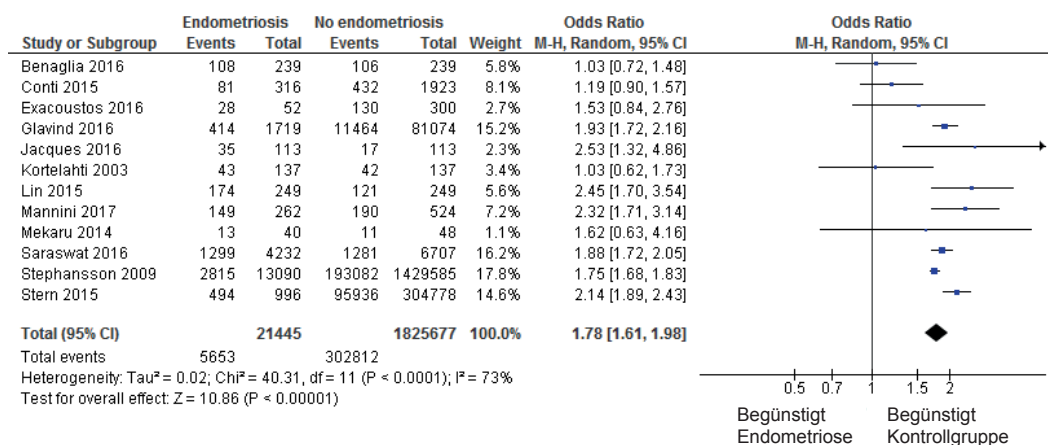 Endometriosis No endometriosis Odds Ratio Odds Ratio
Study or Subgroup Events Total Events Total Weight M-H, Random, 95% CI M-H, Random, 95% CI
Benaglia 2016 108 239 106 239 5.8% 1.03 [0.72, 1.48]
Conti 2015 81 316 432 1923 8.1% 1.19 [0.90, 1.57]
Exacoustos 2016 28 52 130 300 2.7% 1.53 [0.84, 2.76]
Glavind 2016 414 1719 11464 81074 15.2% 1.93 [1.72, 2.16]
Jacques 2016 35 113 17 113 2.3% 2.53 [1.32, 4.86]
Kortelahti 2003 43 137 42 137 2.4% 1.03 [0.62, 1.73]
Lin 2015 174 249 121 249 5.6% 2.45 [1.70, 3.54]
Mannini 2017 149 262 190 524 7.2% 2.32 [1.71, 3.14]
Mekaru 2014 13 40 11 48 1.1% 1.62 [0.63, 4.16]
Saraswat 2016 1299 4232 1281 6707 16.2% 1.88 [1.72, 2.05]
Stephansson 2009 2815 13090 193082 1429585 17.8% 1.75 [1.68, 1.83]
Stern 2015 494 996 95936 304778 14.6% 2.14 [1.89, 2.43]
Total (95% CI) 21445 1825677 100.0% 1.78 [1.61, 1.98]
Total events 5653 302812
Heterogeneity: Tau² = 0.02; Chi² = 40.31, df = 11 (P < 0.0001); I² = 73%
Test for overall effect: Z = 10.86 (P < 0.00001)
0.5 0.7 1 1.5 2
Begünstigt Begünstigt
Endometriose Kontrollgruppe